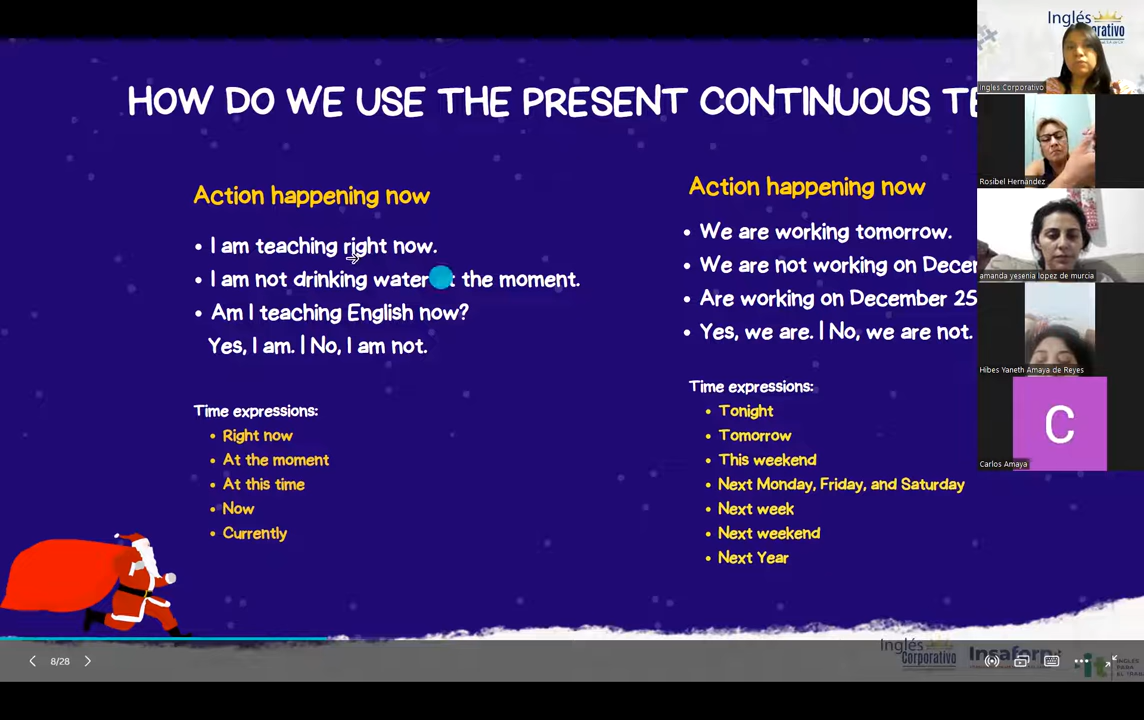 HOW DO WE USE THE PRESENT CONTINUOUS
Action happening now
• I am teaching right now.
• I am not drinking water the moment.
• Am I teaching English now?
Yes, I am. | No, I am not.
Time expressions:
• Right now
• At the moment
• At this time
• Now
• Currently
Action happening now
• We are working tomorrow.
• We are not working on
• Are working on December 25
• Yes, we are. | No, we are not.
Time expressions:
• Tonight
• Tomorrow
• This weekend
• Next Monday, Friday, and Saturday
• Next week
• Next weekend
• Next Year
Inglés
Corporativo
Ingles Corporativo
Rosibel Hernandez
amanda yesenia lopez de murcia
Hibes Yaneth Amaya de Reyes
C
Carlos Amaya
8/28
Inglés
Corporativo
Insaforp
it
INGLES
PARA
EL